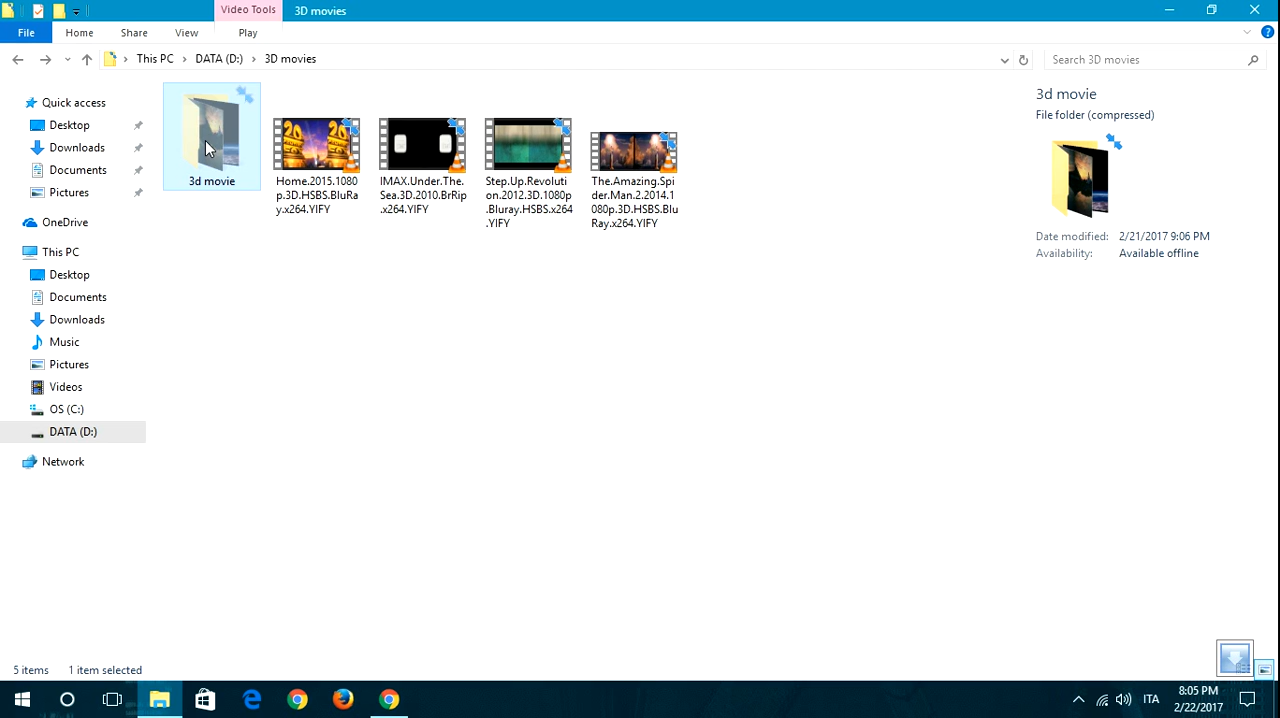 Video Tools
3D movies
File
Home
Share
View
Play
This PC
DATA (D:)
3D movies
Search 3D movies
Quick access
Desktop
Downloads
Documents
Pictures
OneDrive
This PC
Desktop
Documents
Downloads
Music
Pictures
Videos
OS (C:)
DATA (D:)
Network
3d movie
Home.2015.1080
p.3D.HSBS.BluRa
y.x264.YIFY
IMAX.Under.The.
Sea.3D.2010.BrRip
.x264.YIFY
Step.Up.Revoluti
on.2012.3D.1080p
.Bluray.HSBS.x264
.YIFY
The.Amazing.Spi
der.Man.2.2014.1
080p.3D.HSBS.Blu
Ray.x264.YIFY
3d movie
File folder (compressed)
Date modified: 2/21/2017 9:06 PM
Availability: Available offline
5 items 1 item selected
ITA
8:05 PM
2/22/2017